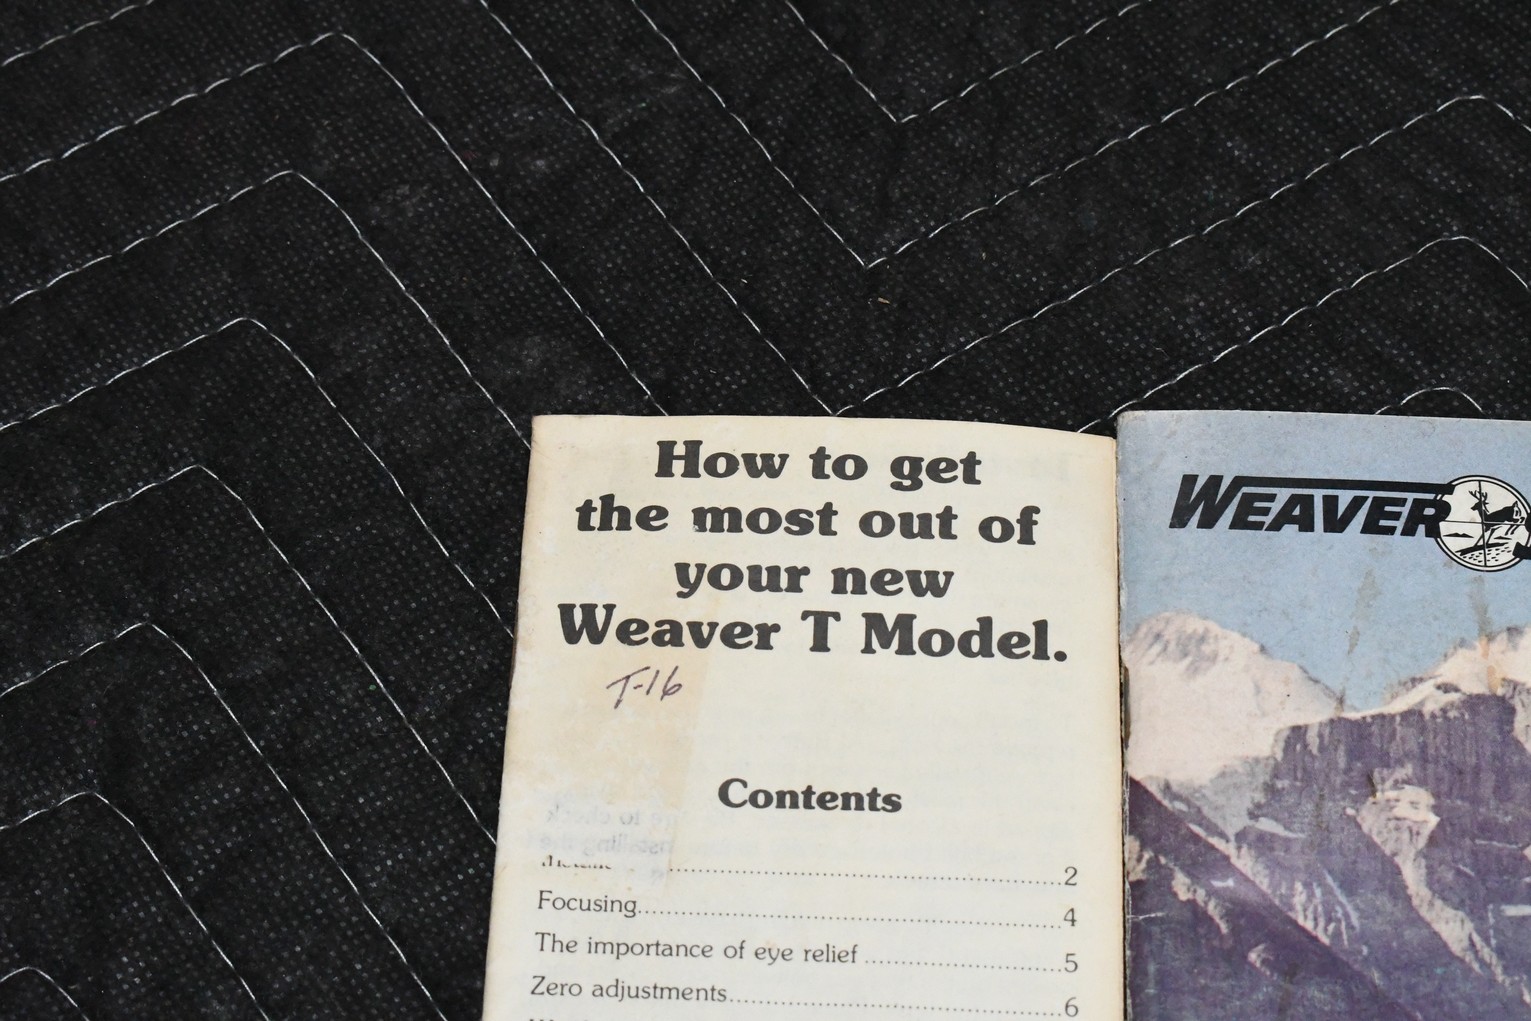 How to get
the most out of
your new
Weaver T Model.
T-16
Contents
..................................................2
Focusing..................................................4
The importance of eye relief ..............................5
Zero adjustments..........................................6
WEAVER